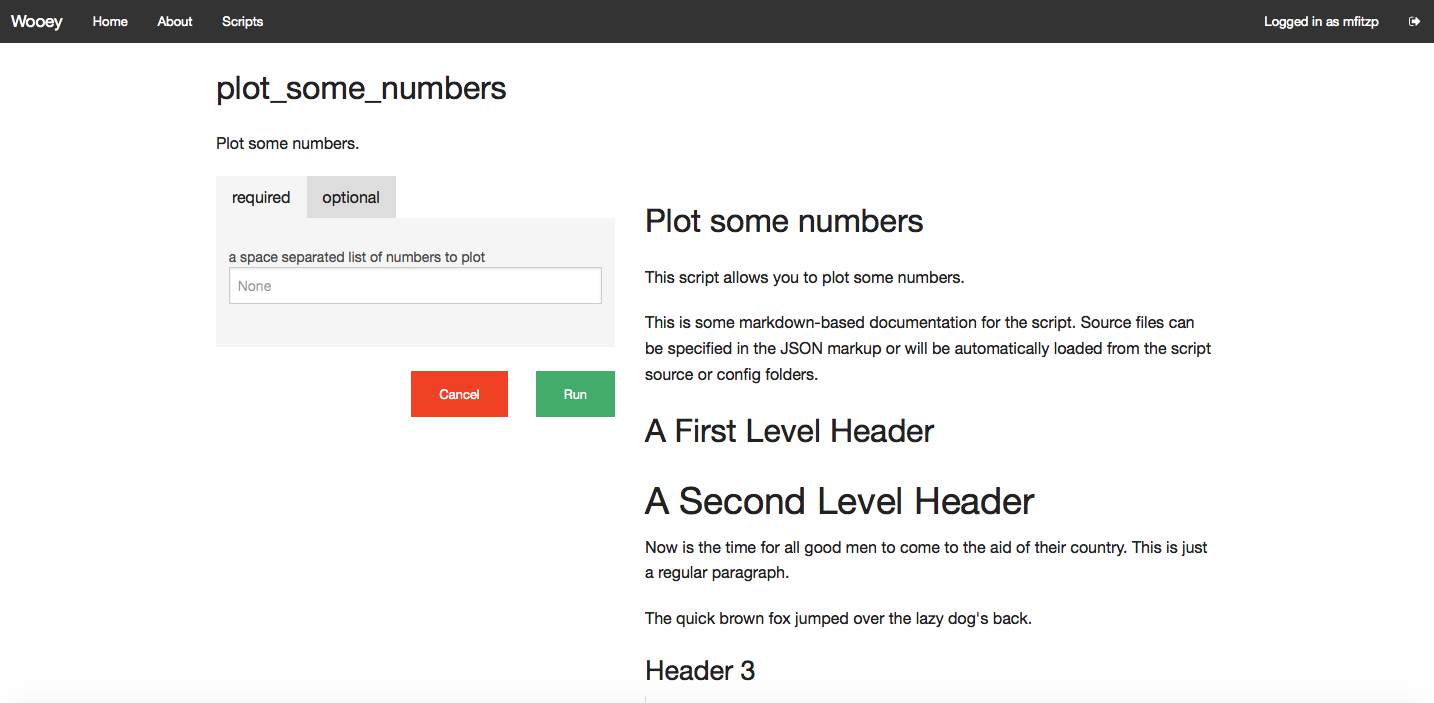 Wooey Home About Scripts Logged in as mfitzp
plot_some_numbers
Plot some numbers.
required optional
a space separated list of numbers to plot
None
Cancel Run
Plot some numbers
This script allows you to plot some numbers.
This is some markdown-based documentation for the script. Source files can
be specified in the JSON markup or will be automatically loaded from the script
source or config folders.
A First Level Header
A Second Level Header
Now is the time for all good men to come to the aid of their country. This is just
a regular paragraph.
The quick brown fox jumped over the lazy dog's back.
Header 3